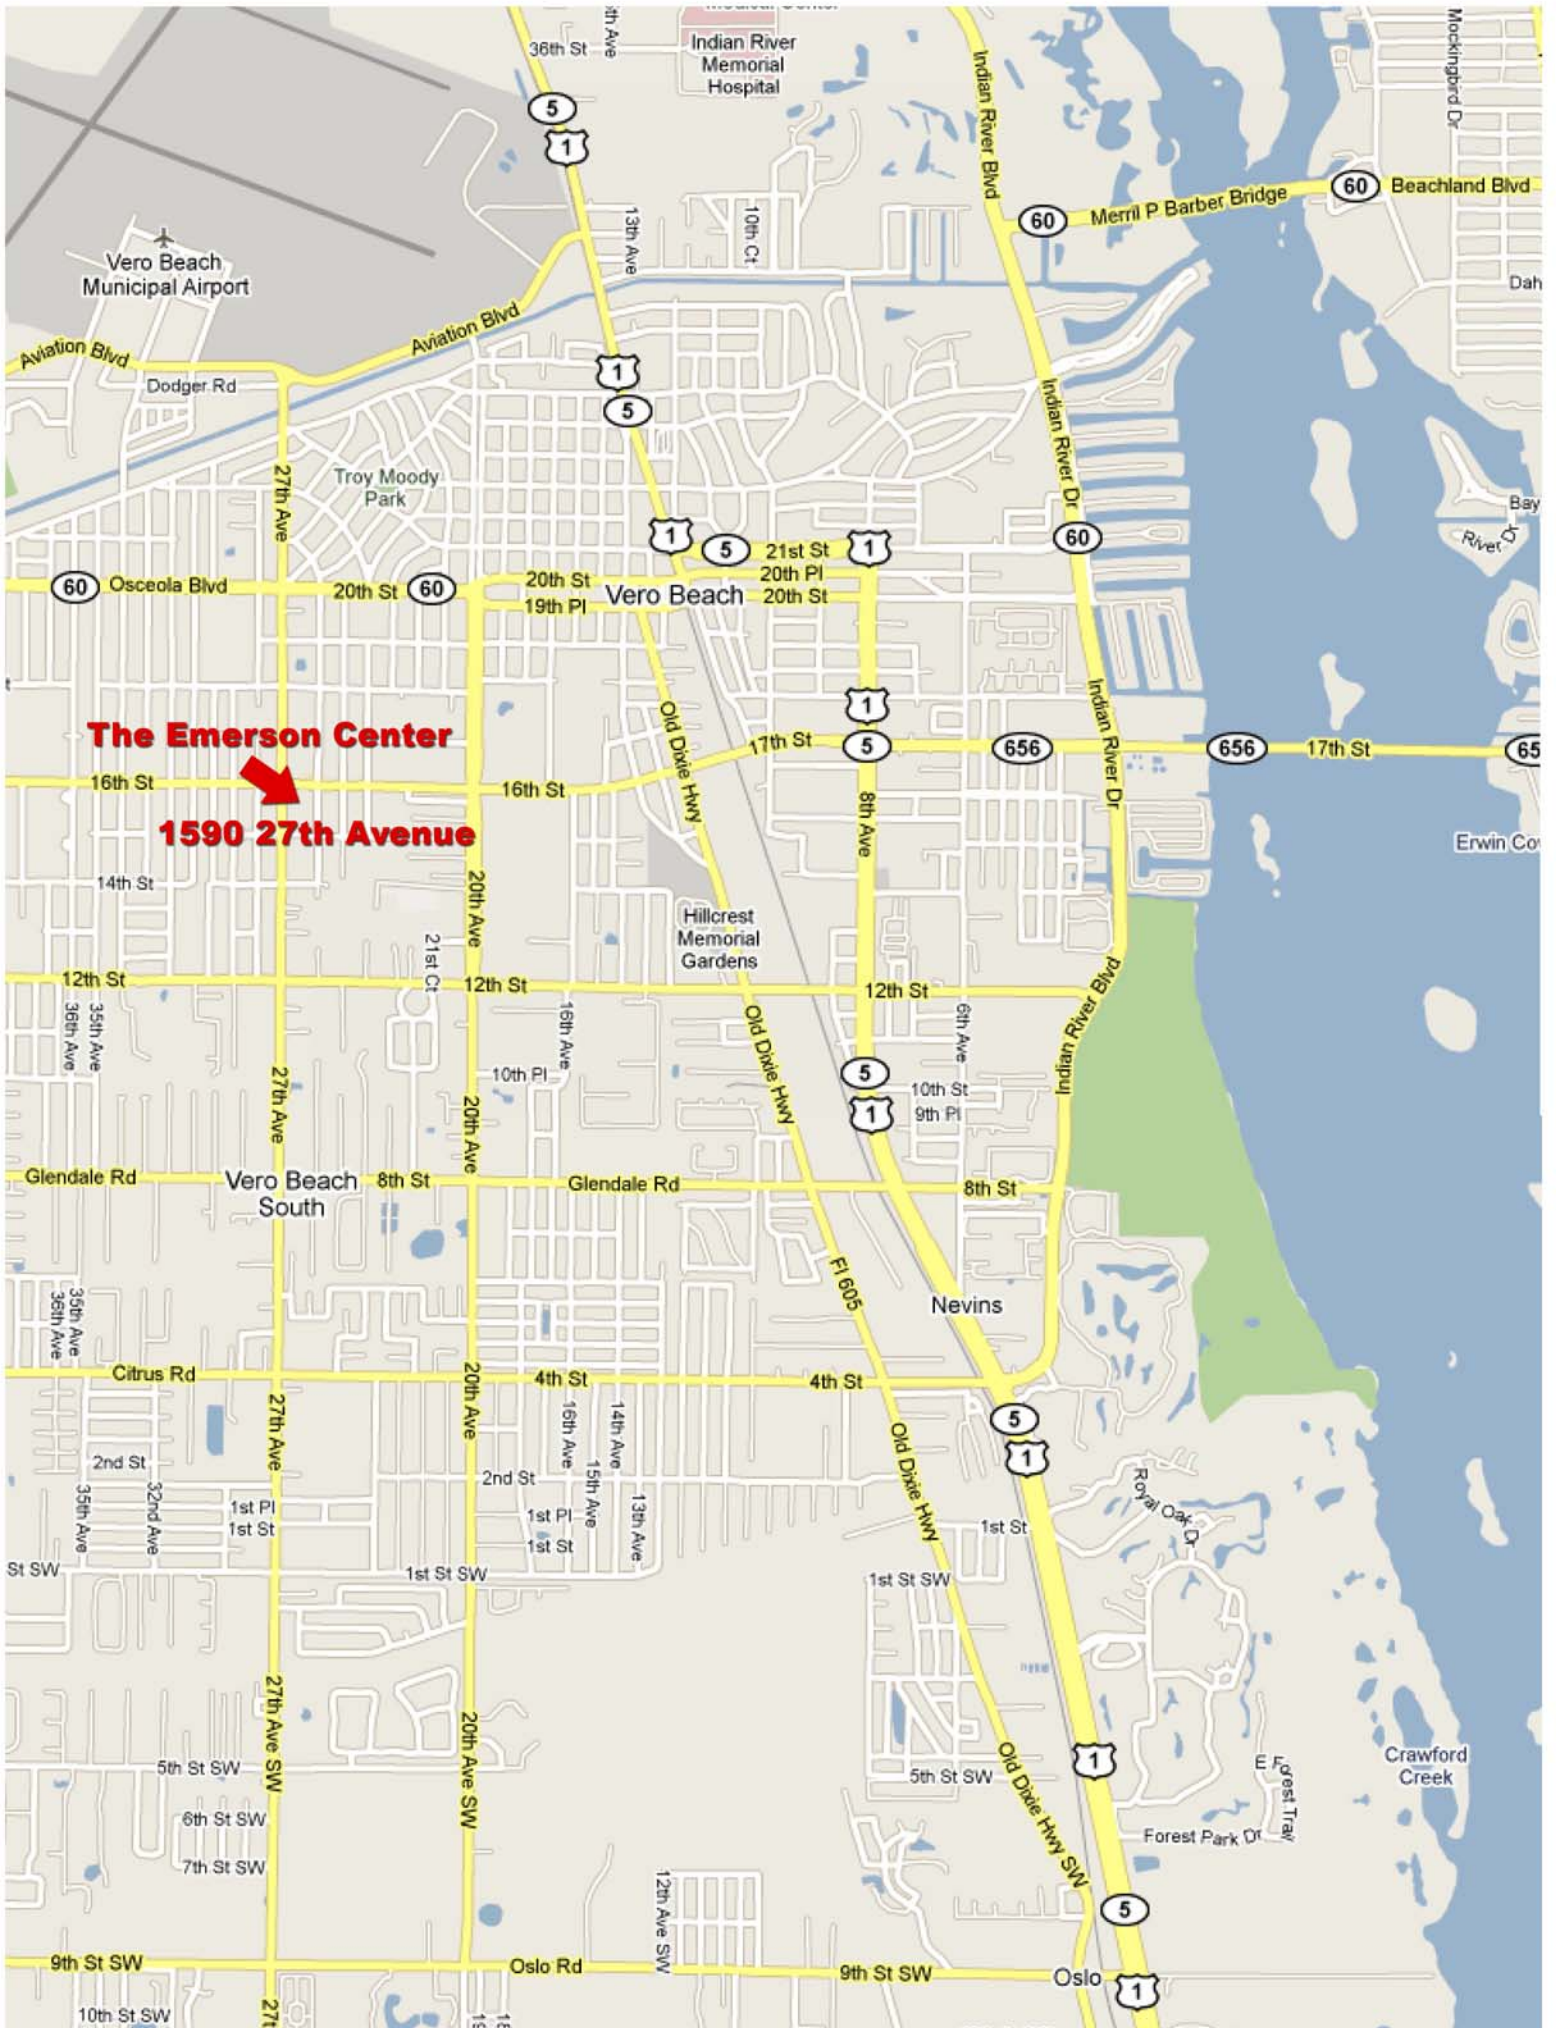 Medical Center
36th St
Indian River
Memorial
Hospital
Indian River Blvd
Mockingbird Dr
5
1
60
Beachland Blvd
60
Merril P Barber Bridge
13th Ave
10th Ct
Vero Beach
Municipal Airport
Dah
Aviation Blvd
Aviation Blvd
Dodger Rd
1
5
Indian River Dr
27th Ave
Troy Moody
Park
Bay
River Dr
1
5
21st St
1
60
60
Osceola Blvd
20th St
60
20th St
20th Pl
Vero Beach
20th St
19th Pl
Indian River Dr
1
Old Dixie Hwy
The Emerson Center
17th St
5
656
656
17th St
65
16th St
16th St
1590 27th Avenue
8th Ave
Erwin Co
14th St
20th Ave
Hillcrest
Memorial
Gardens
21st Ct
12th St
12th St
12th St
Indian River Blvd
36th Ave
35th Ave
16th Ave
Old Dixie Hwy
6th Ave
27th Ave
10th Pl
20th Ave
5
10th St
1
9th Pl
Glendale Rd
Vero Beach
South
8th St
Glendale Rd
8th St
Fl 605
35th Ave
36th Ave
Nevins
Citrus Rd
20th Ave
4th St
4th St
27th Ave
16th Ave
14th Ave
5
Old Dixie Hwy
1
2nd St
2nd St
15th Ave
Royal Oak Dr
35th Ave
32nd Ave
1st Pl
1st St
1st Pl
1st St
13th Ave
1st St
St SW
1st St SW
1st St SW
27th Ave SW
20th Ave SW
Old Dixie Hwy SW
1
5th St SW
5th St SW
E Forest Trail
Crawford
Creek
6th St SW
Forest Park Dr
7th St SW
12th Ave SW
5
9th St SW
Oslo Rd
9th St SW
Oslo
1
10th St SW
27t